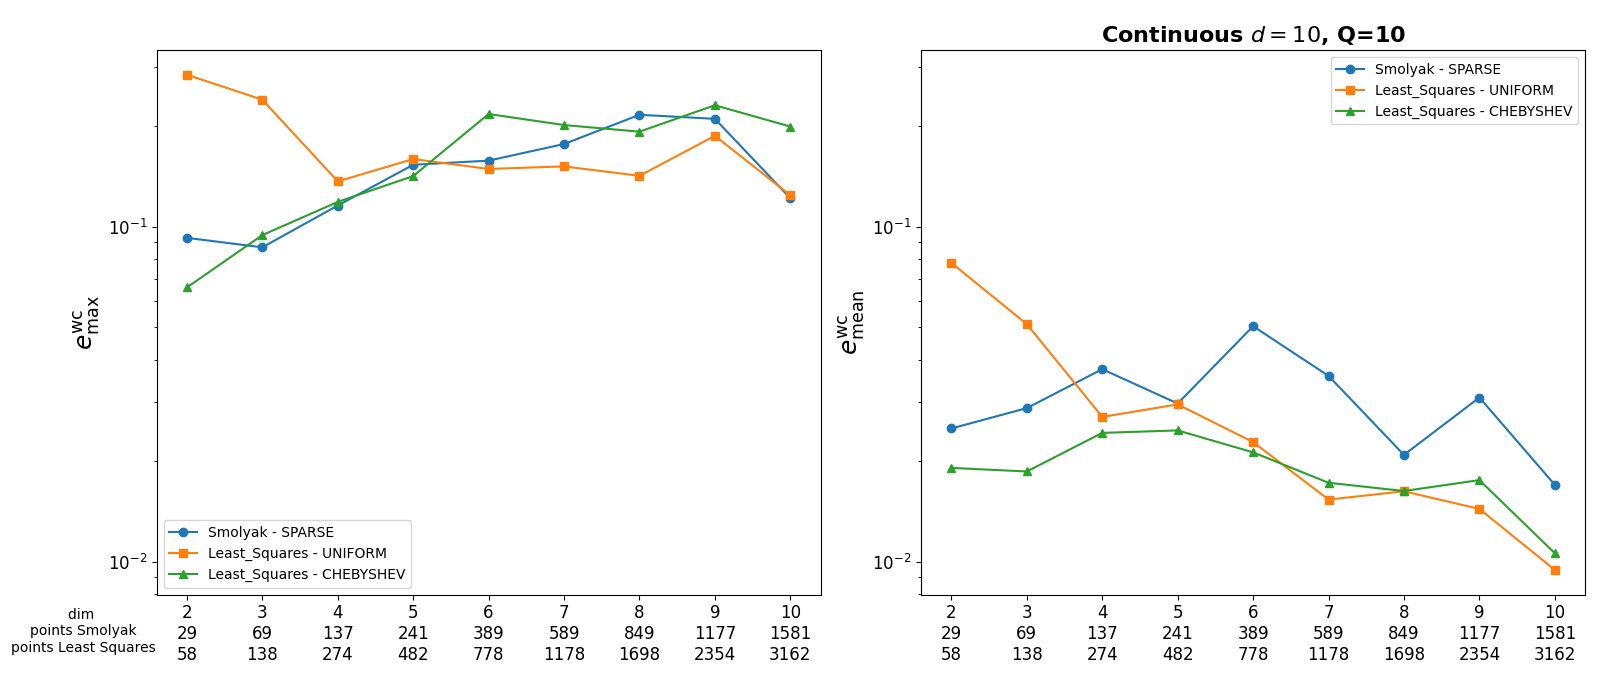 Continuous d = 10, Q=10
10⁻¹
10⁻²
e^wc_max
Smolyak - SPARSE
Least_Squares - UNIFORM
Least_Squares - CHEBYSHEV
dim 2 3 4 5 6 7 8 9 10
points Smolyak 29 69 137 241 389 589 849 1177 1581
points Least Squares 58 138 274 482 778 1178 1698 2354 3162
10⁻¹
10⁻²
e^wc_mean
Smolyak - SPARSE
Least_Squares - UNIFORM
Least_Squares - CHEBYSHEV
2 3 4 5 6 7 8 9 10
29 69 137 241 389 589 849 1177 1581
58 138 274 482 778 1178 1698 2354 3162